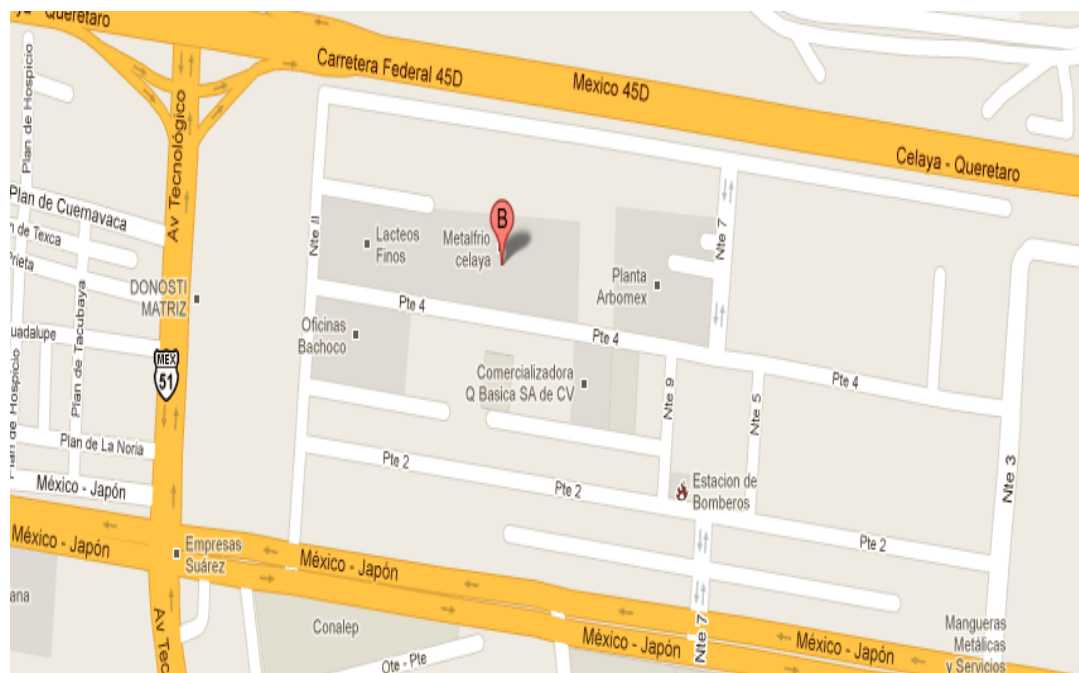 ya - Queretaro
Carretera Federal 45D
Mexico 45D
Celaya - Queretaro
Plan de Hospicio
Av Tecnológico
Plan de Cuernavaca
n de Texca
Prieta
Plan de Tacubaya
DONOSTI
MATRIZ
uadalupe
Plan de Hospicio
MEX
51
Plan de La Noria
México - Japón
Nte 11
Lacteos
Finos
Metalfrio
celaya
B
Planta
Arbomex
Nte 7
Pte 4
Pte 4
Pte 4
Oficinas
Bachoco
Comercializadora
Q Basica SA de CV
Nte 9
Nte 5
Nte 3
Pte 2
Pte 2
Pte 2
Estacion de
Bomberos
México - Japón
Empresas
Suárez
México - Japón
México - Japón
México - Japón
Nte 7
ana
Av Tec
Conalep
Ote - Pte
Mangueras
Metálicas
y Servicios